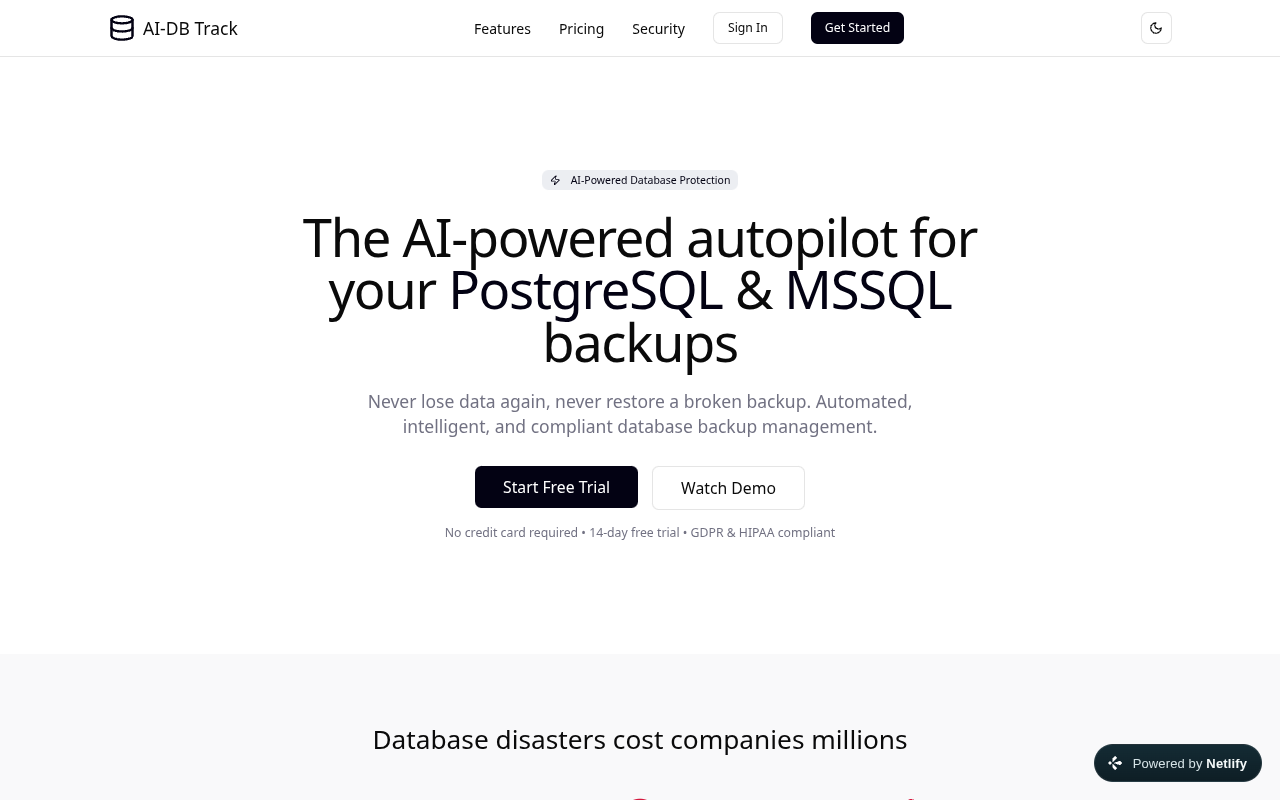 AI-DB Track
Features
Pricing
Security
Sign In
Get Started
AI-Powered Database Protection
The AI-powered autopilot for
your PostgreSQL & MSSQL
backups
Never lose data again, never restore a broken backup. Automated,
intelligent, and compliant database backup management.
Start Free Trial
Watch Demo
No credit card required • 14-day free trial • GDPR & HIPAA compliant
Database disasters cost companies millions
Powered by Netlify